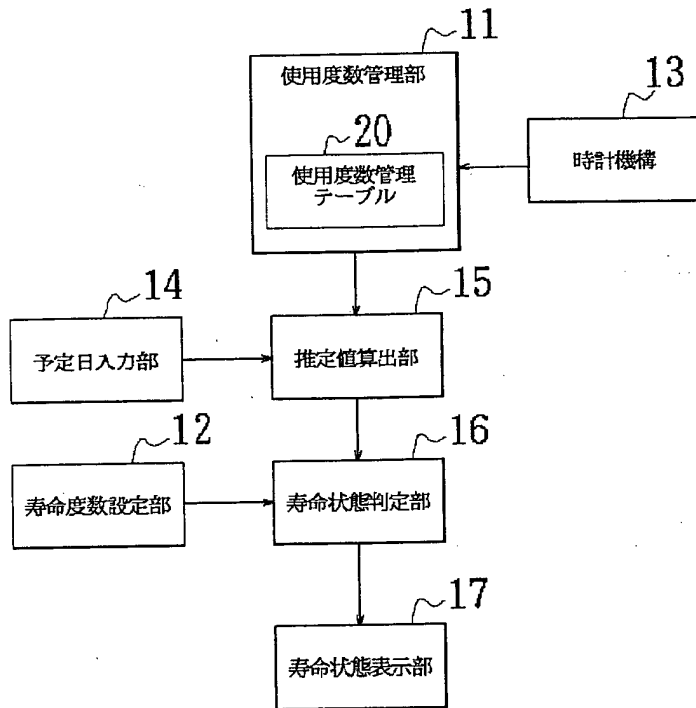 11
使用度数管理部
13
20
使用度数管理
テーブル
時計機構
14
15
予定日入力部
推定値算出部
12
16
寿命度数設定部
寿命状態判定部
17
寿命状態表示部